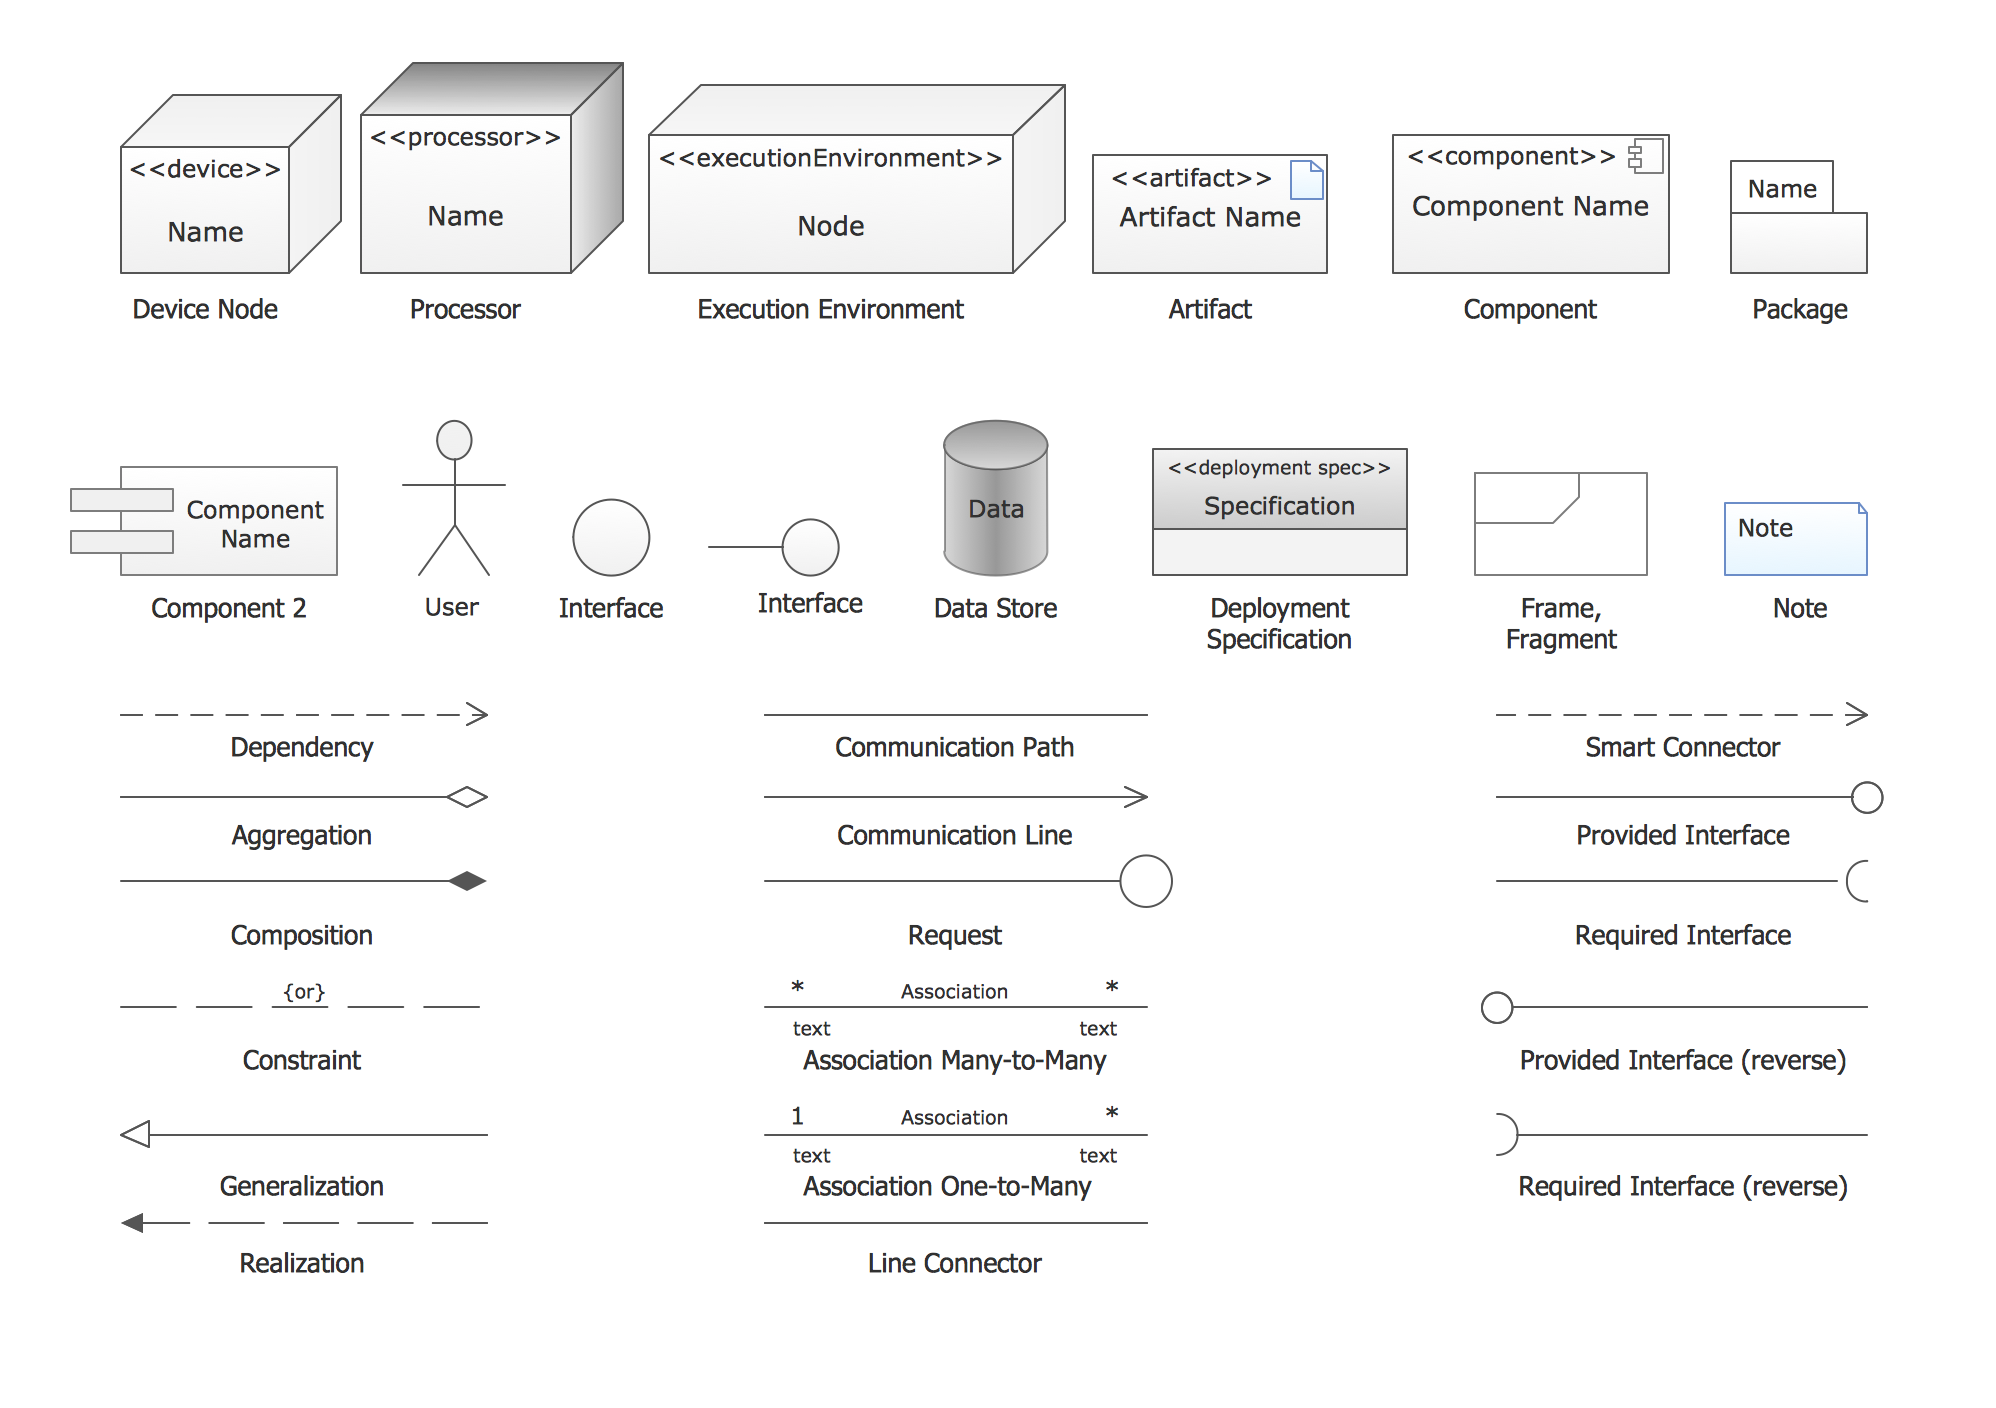 <<device>>
Name
<<processor>>
Name
<<executionEnvironment>>
Node
<<artifact>>
Artifact Name
<<component>>
Component Name
Name
Device Node
Processor
Execution Environment
Artifact
Component
Package
Component
Name
Data
<<deployment spec>>
Specification
Note
Component 2
User
Interface
Interface
Data Store
Deployment
Specification
Frame,
Fragment
Note
Dependency
Communication Path
Smart Connector
Aggregation
Communication Line
Provided Interface
Composition
Request
Required Interface
{or}
* Association *
text text
Constraint
Association Many-to-Many
Provided Interface (reverse)
1 Association *
text text
Generalization
Association One-to-Many
Required Interface (reverse)
Realization
Line Connector